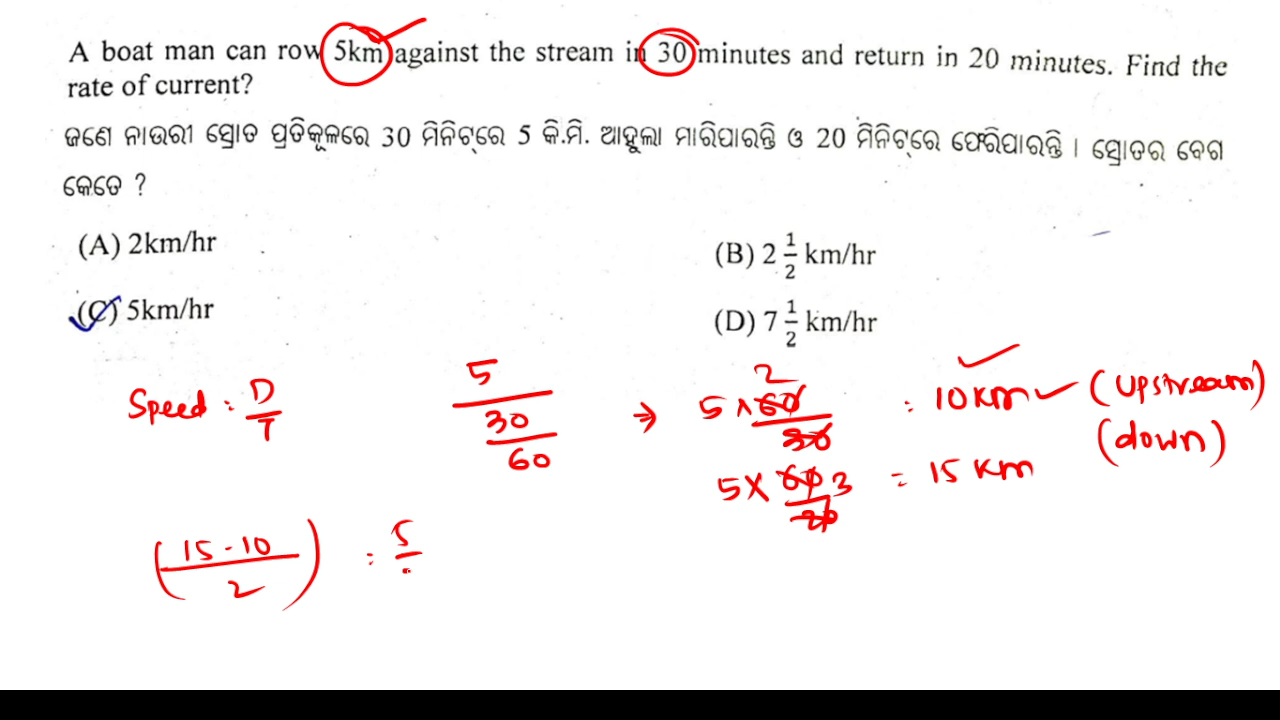 A boat man can row 5km against the stream in 30 minutes and return in 20 minutes. Find the
rate of current?
ଜଣେ ନାଉରୀ ସ୍ରୋତ ପ୍ରତିକୂଳରେ 30 ମିନିଟ୍‌ରେ 5 କି.ମି. ଆହୁଲା ମାରିପାରନ୍ତି ଓ 20 ମିନିଟ୍‌ରେ ଫେରିପାରନ୍ତି । ସ୍ରୋତର ବେଗ
କେତେ ?
(A) 2km/hr
(B) 2 1/2 km/hr
(C) 5km/hr
(D) 7 1/2 km/hr
Speed : D/T
5
30
60
→ 5 × 60/30 2 : 10 KM (Upstream)
(down)
5 × 60/20 3 = 15 KM
(15 - 10 / 2) = 5